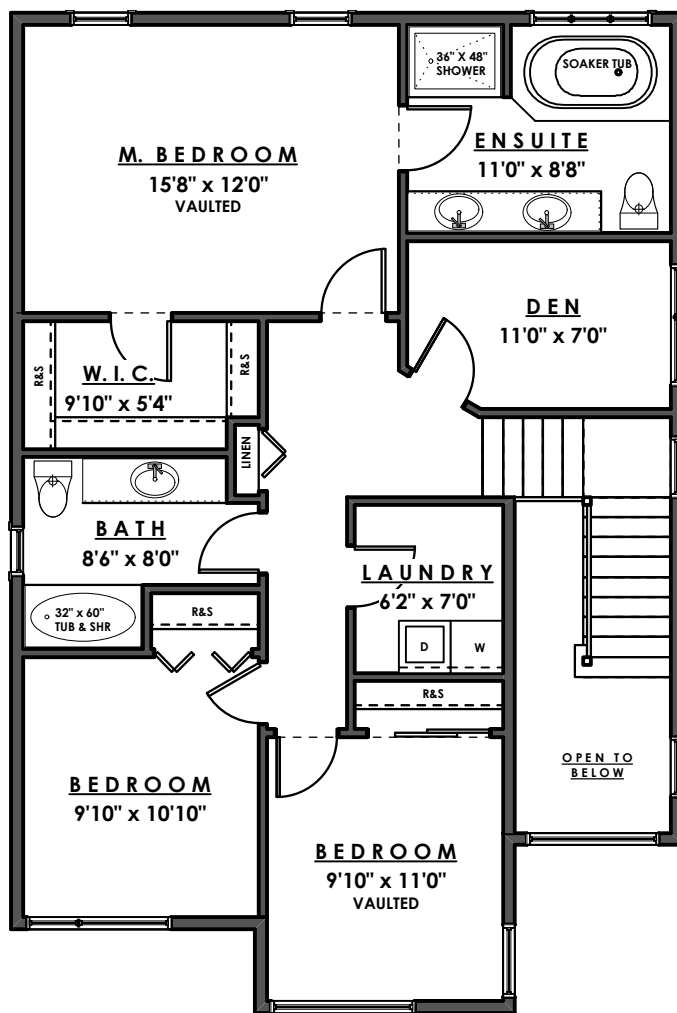 36" X 48"
SHOWER
SOAKER TUB
ENSUITE
11'0" x 8'8"
M. BEDROOM
15'8" x 12'0"
VAULTED
DEN
11'0" x 7'0"
R&S
W. I. C.
9'10" x 5'4"
R&S
LINEN
BATH
8'6" x 8'0"
LAUNDRY
6'2" x 7'0"
32" x 60"
TUB & SHR
R&S
D
W
R&S
OPEN TO
BELOW
BEDROOM
9'10" x 10'10"
BEDROOM
9'10" x 11'0"
VAULTED